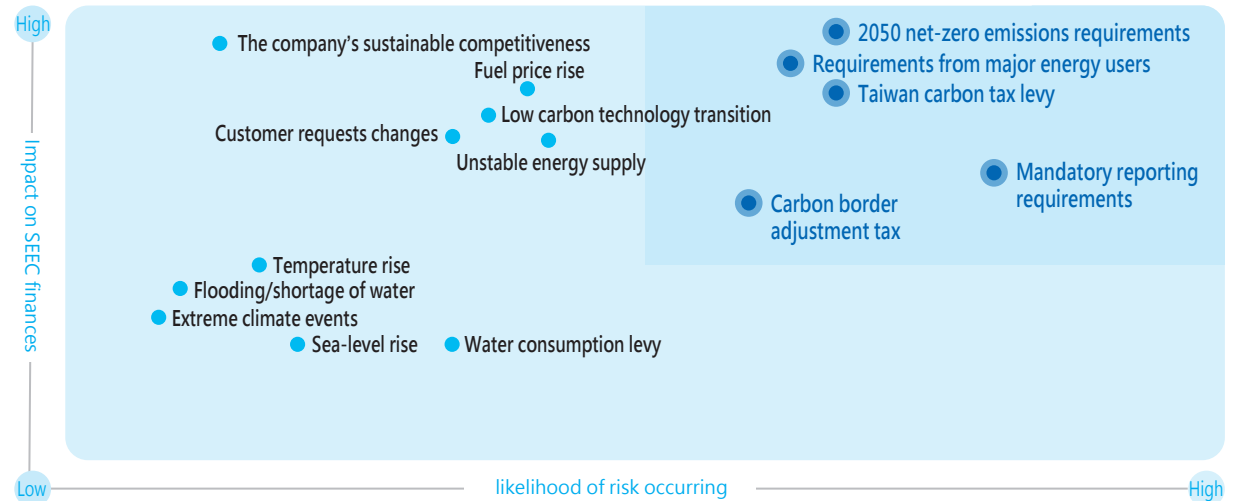 High
The company's sustainable competitiveness
Fuel price rise
Low carbon technology transition
Customer requests changes
Unstable energy supply
2050 net-zero emissions requirements
Requirements from major energy users
Taiwan carbon tax levy
Mandatory reporting
requirements
Carbon border
adjustment tax
Impact on SEEC finances
Temperature rise
Flooding/shortage of water
Extreme climate events
Sea-level rise
Water consumption levy
Low
likelihood of risk occurring
High